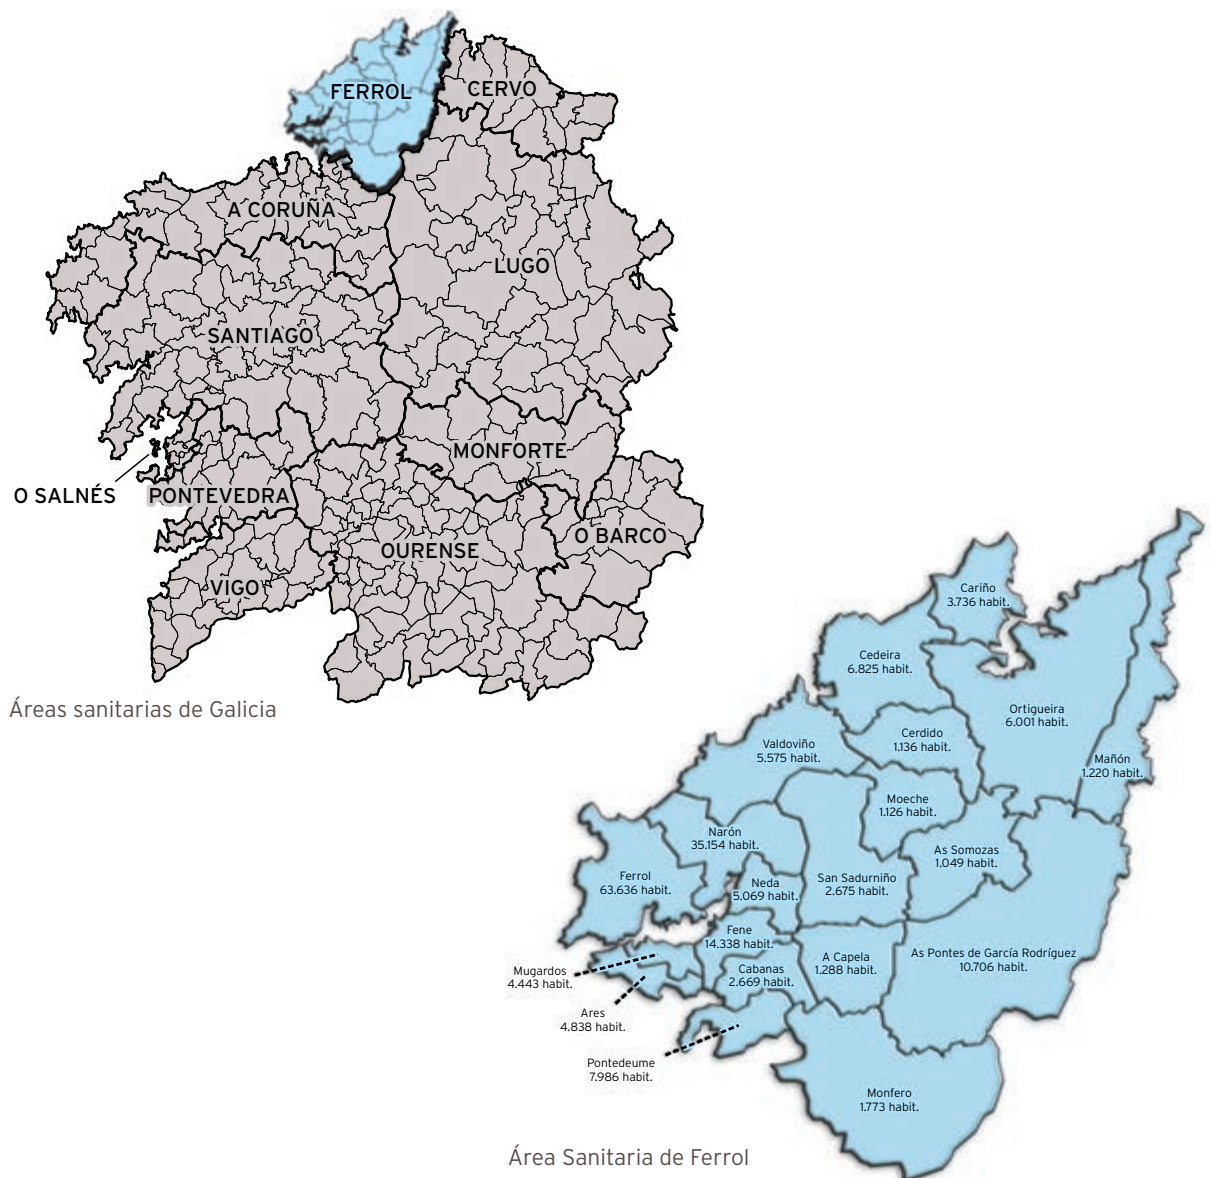 FERROL
CERVO
A CORUÑA
LUGO
SANTIAGO
MONFORTE
O SALNÉS
PONTEVEDRA
OURENSE
O BARCO
VIGO
Áreas sanitarias de Galicia
Cariño
3.736 habit.
Cedeira
6.825 habit.
Ortigueira
6.001 habit.
Valdoviño
5.575 habit.
Cerdido
1.136 habit.
Mañón
1.220 habit.
Moeche
1.126 habit.
Narón
35.154 habit.
As Somozas
1.049 habit.
Ferrol
63.636 habit.
Neda
5.069 habit.
San Sadurniño
2.675 habit.
Fene
14.338 habit.
Mugardos
4.443 habit.
Cabanas
2.669 habit.
A Capela
1.288 habit.
As Pontes de García Rodríguez
10.706 habit.
Ares
4.838 habit.
Pontedeume
7.986 habit.
Monfero
1.773 habit.
Área Sanitaria de Ferrol